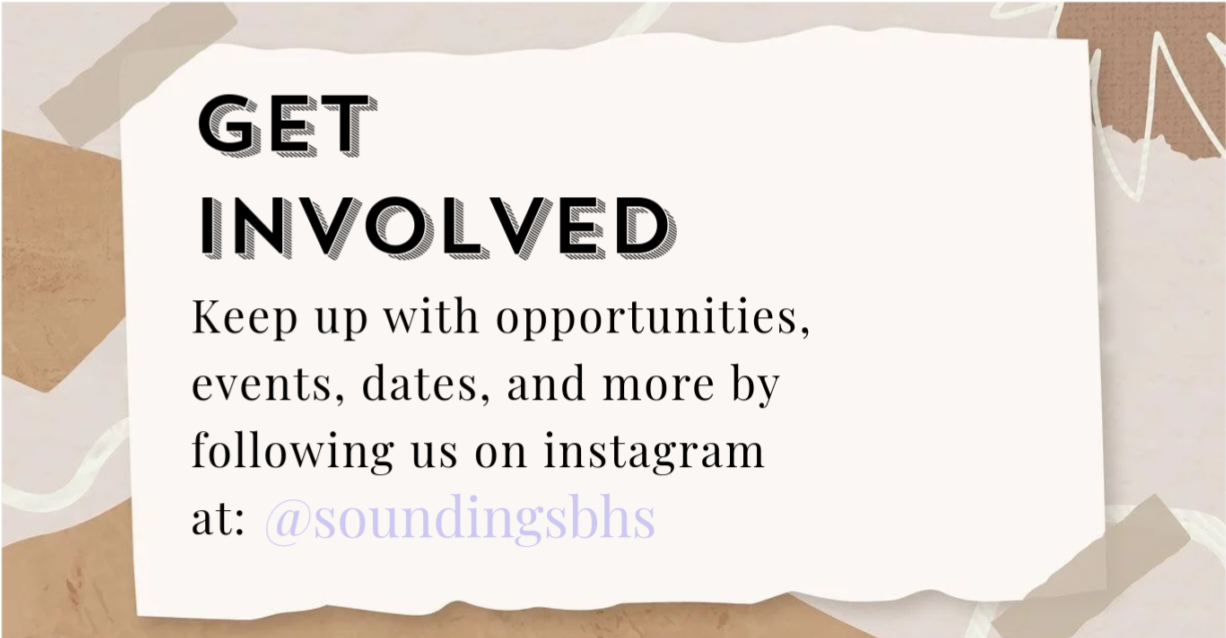 GET
INVOLVED
Keep up with opportunities,
events, dates, and more by
following us on instagram
at: @soundingsbhs